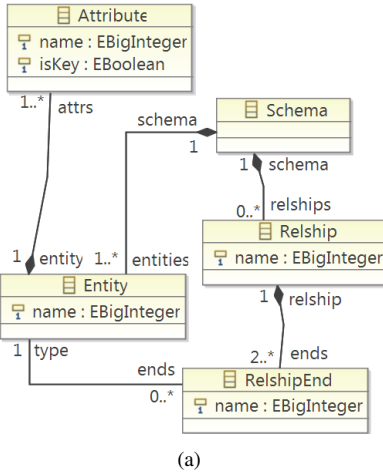 Attribute
name : EBigInteger
isKey : EBoolean
1..* attrs
schema
1
Schema
1 schema
0..* relships
Relship
name : EBigInteger
1 entity
1..* entities
Entity
name : EBigInteger
1 relship
1 type
ends
0..*
2..* ends
RelshipEnd
name : EBigInteger
(a)